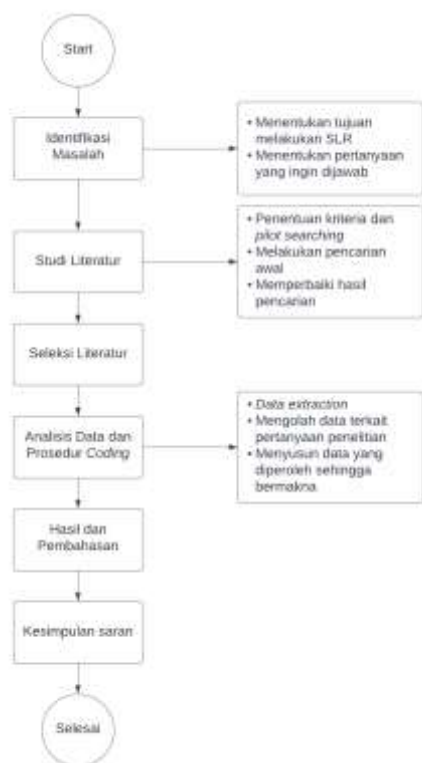 Start
Identifikasi
Masalah
• Menentukan tujuan
melakukan SLR
• Menentukan pertanyaan
yang ingin dijawab
Studi Literatur
• Penentuan kriteria dan
pilot searching
• Melakukan pencarian
awal
• Memperbaiki hasil
pencarian
Seleksi Literatur
Analisis Data dan
Prosedur Coding
• Data extraction
• Mengolah data terkait
pertanyaan penelitian
• Menyusun data yang
diperoleh sehingga
bermakna
Hasil dan
Pembahasan
Kesimpulan saran
Selesai